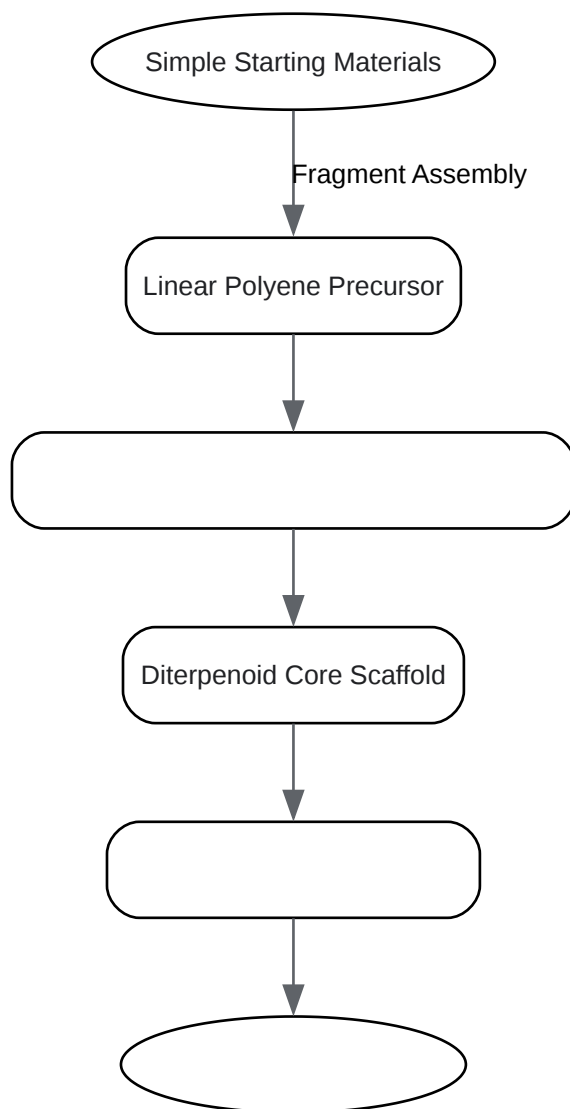 Simple Starting Materials
Fragment Assembly
Linear Polyene Precursor
Diterpenoid Core Scaffold